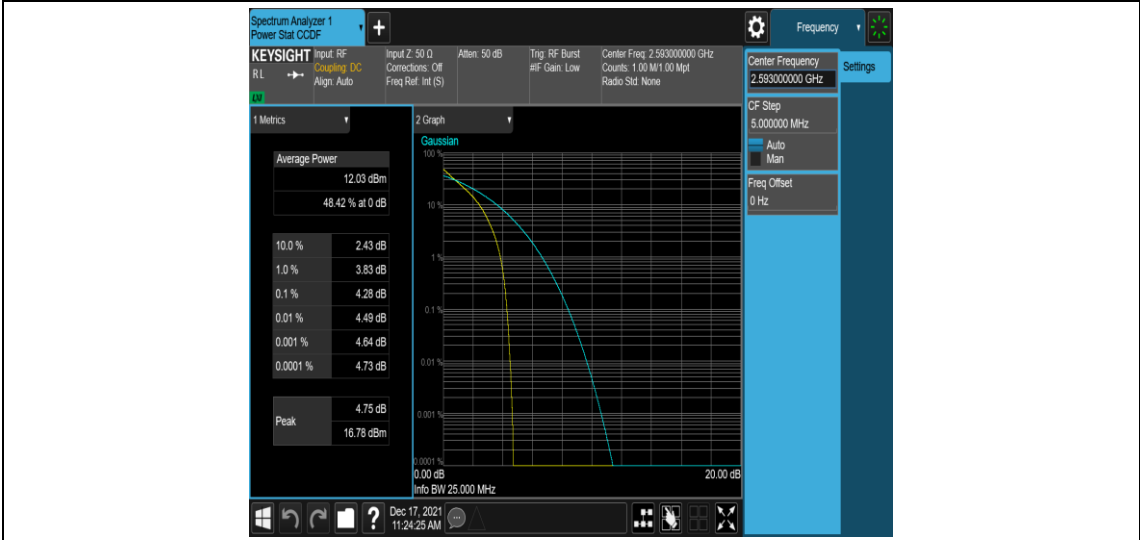 Spectrum Analyzer 1
Power Stat CCDF
+
Frequency
KEYSIGHT
R L
LXI
Input: RF
Coupling: DC
Align: Auto
Input Z: 50 Ω
Corrections: Off
Freq Ref: Int (S)
Atten: 50 dB
Trig: RF Burst
#IF Gain: Low
Center Freq: 2.593000000 GHz
Counts: 1.00 M/1.00 Mpt
Radio Std: None
Center Frequency
2.593000000 GHz
Settings
CF Step
5.000000 MHz
Auto
Man
Freq Offset
0 Hz
1 Metrics
Average Power
12.03 dBm
48.42 % at 0 dB
10.0 % 2.43 dB
1.0 % 3.83 dB
0.1 % 4.28 dB
0.01 % 4.49 dB
0.001 % 4.64 dB
0.0001 % 4.73 dB
Peak
4.75 dB
16.78 dBm
2 Graph
Gaussian
100 %
10 %
1 %
0.1 %
0.01 %
0.001 %
0.0001 %
0.00 dB 20.00 dB
Info BW 25.000 MHz
?
Dec 17, 2021
11:24:25 AM